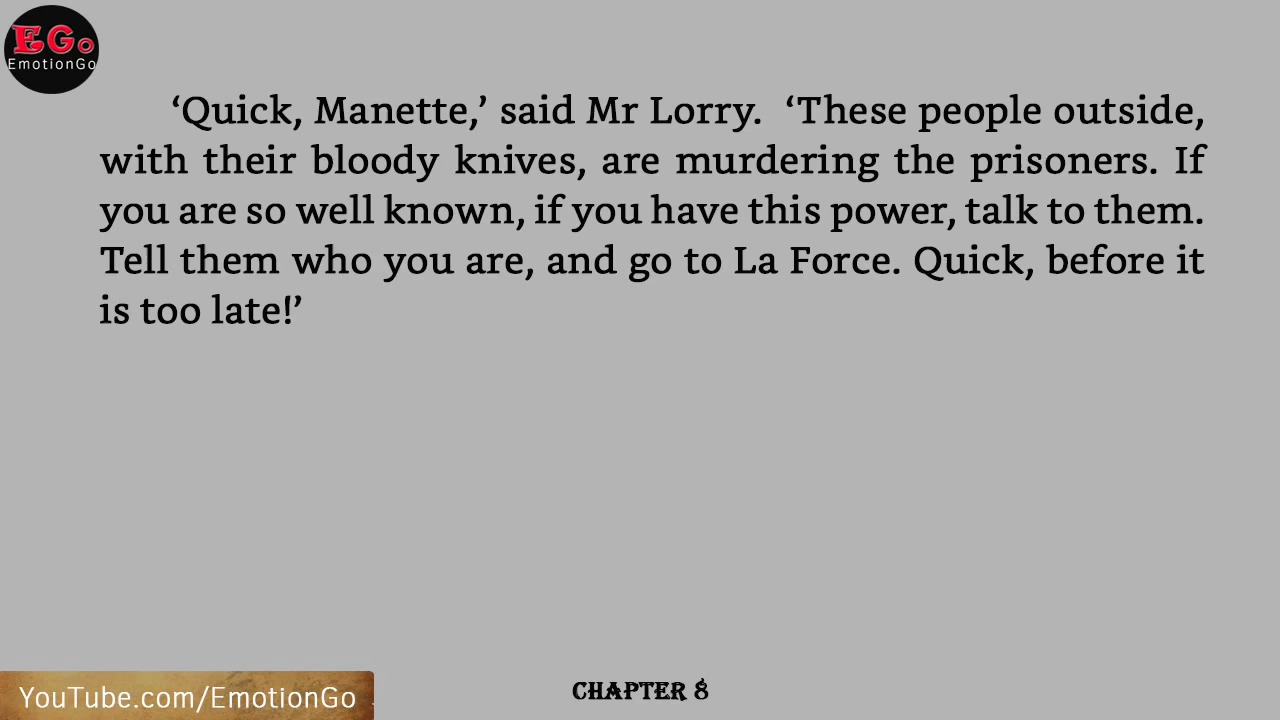 EGo
EmotionGo
‘Quick, Manette,’ said Mr Lorry. ‘These people outside,
with their bloody knives, are murdering the prisoners. If
you are so well known, if you have this power, talk to them.
Tell them who you are, and go to La Force. Quick, before it
is too late!’
YouTube.com/EmotionGo
CHAPTER 8